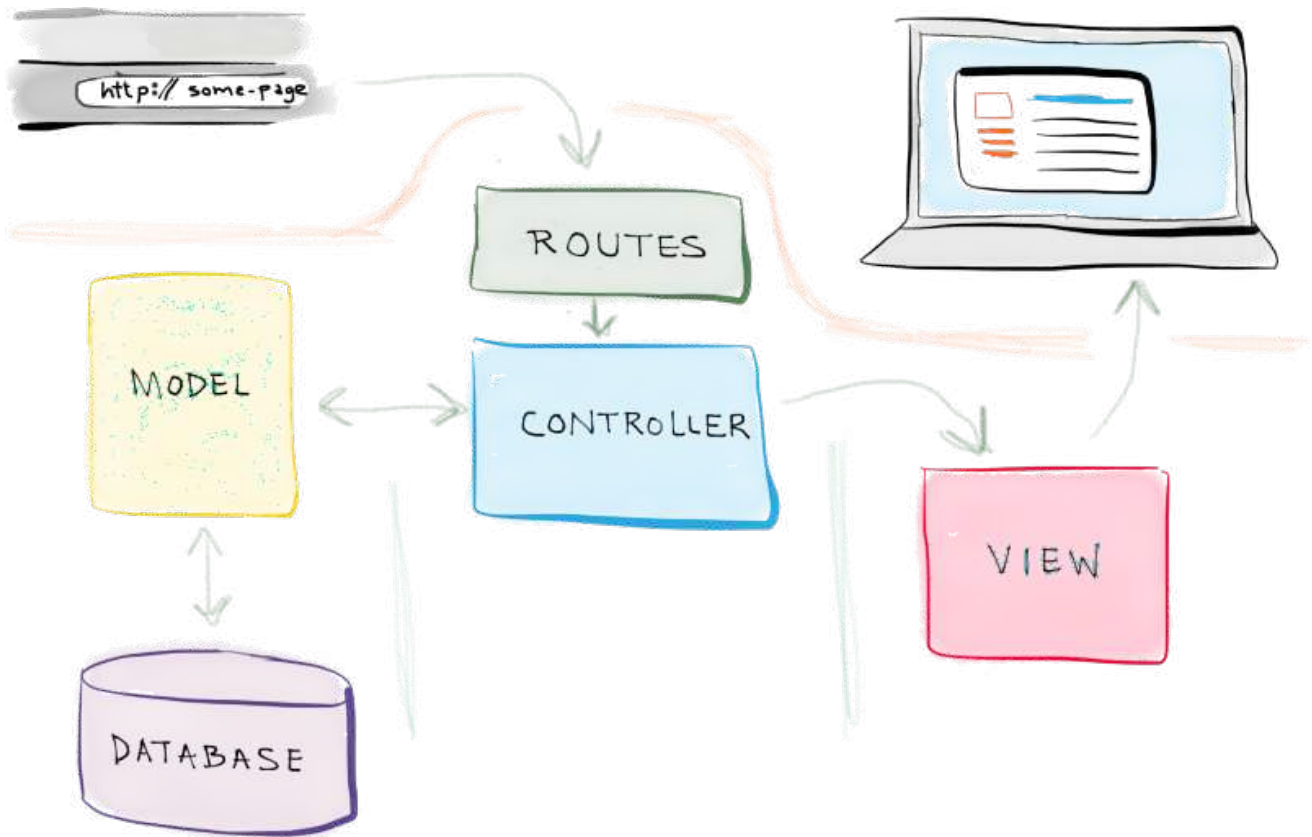 http:// some-page
ROUTES
MODEL
CONTROLLER
VIEW
DATABASE